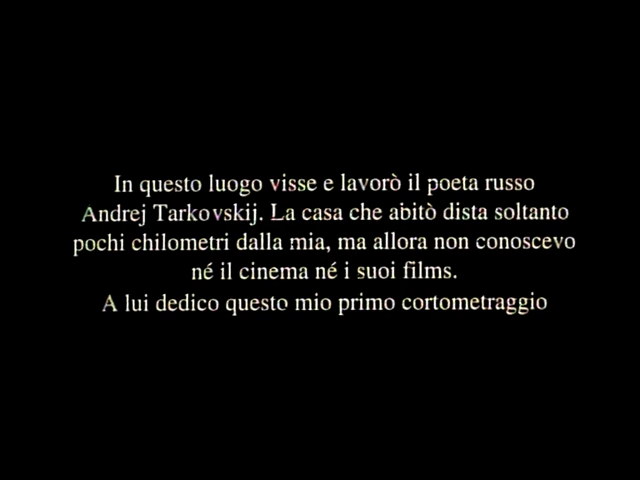 In questo luogo visse e lavorò il poeta russo
Andrej Tarkovskij. La casa che abitò dista soltanto
pochi chilometri dalla mia, ma allora non conoscevo
né il cinema né i suoi films.
A lui dedico questo mio primo cortometraggio